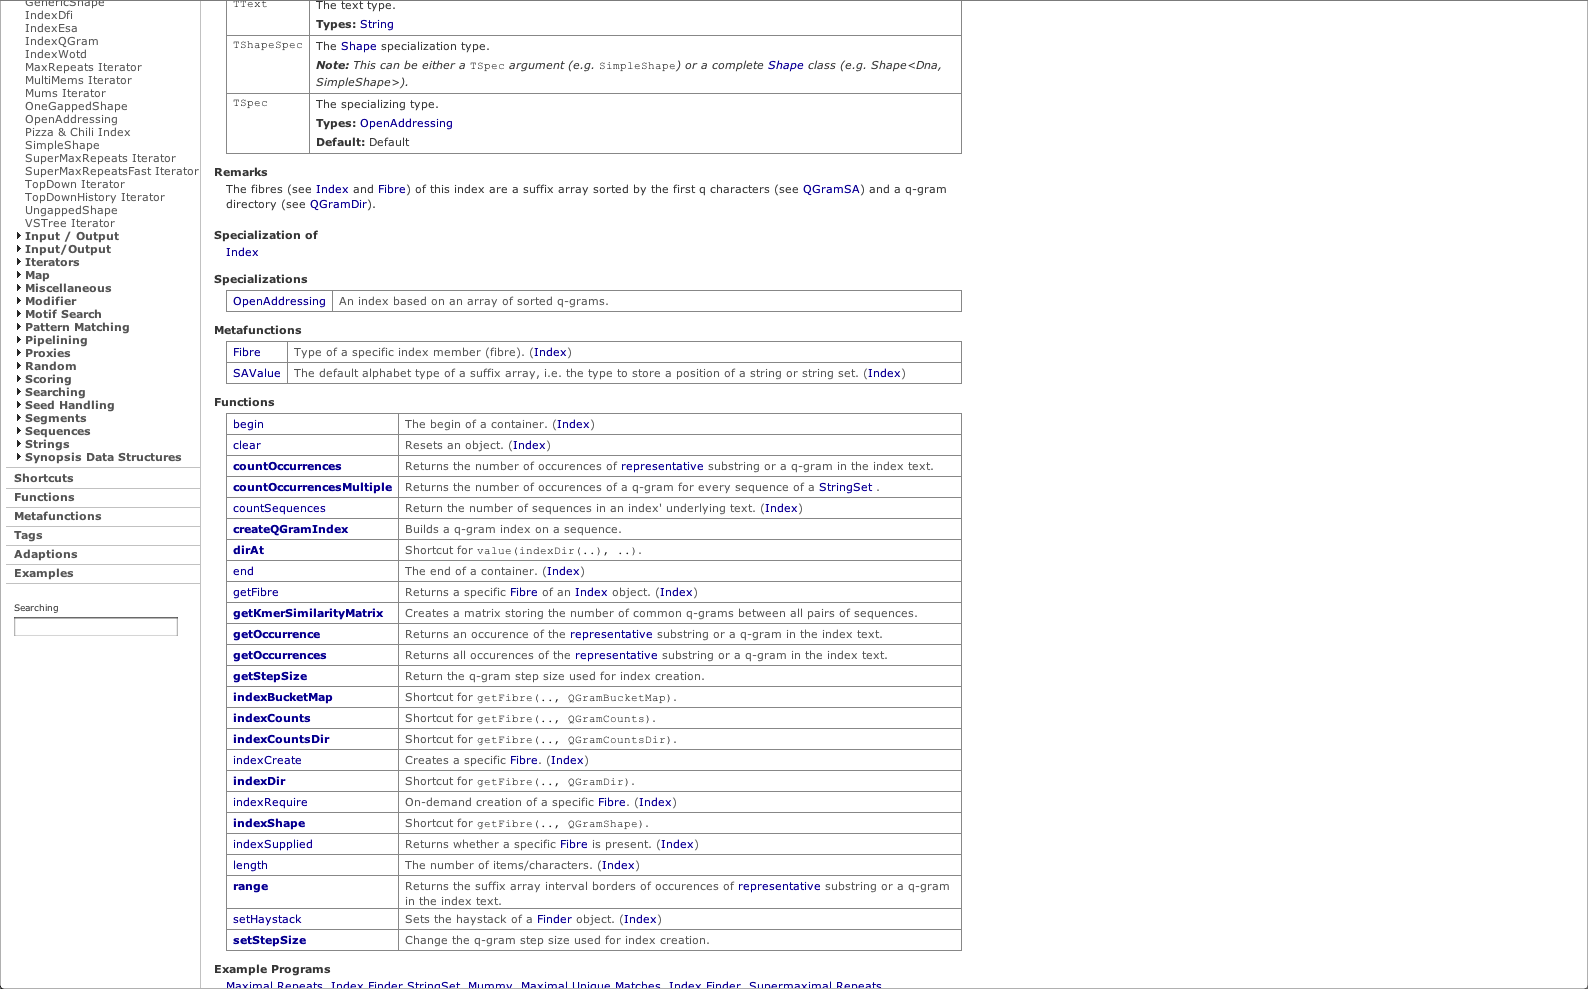 GenericShape
IndexDfi
IndexEsa
IndexQGram
IndexWotd
MaxRepeats Iterator
MultiMems Iterator
Mums Iterator
OneGappedShape
OpenAddressing
Pizza & Chili Index
SimpleShape
SuperMaxRepeats Iterator
SuperMaxRepeatsFast Iterator
TopDown Iterator
TopDownHistory Iterator
UngappedShape
VSTree Iterator
Input / Output
Input/Output
Iterators
Map
Miscellaneous
Modifier
Motif Search
Pattern Matching
Pipelining
Proxies
Random
Scoring
Searching
Seed Handling
Segments
Sequences
Strings
Synopsis Data Structures
Shortcuts
Functions
Metafunctions
Tags
Adaptions
Examples
Searching
TText The text type.
Types: String
TShapeSpec The Shape specialization type.
Note: This can be either a TSpec argument (e.g. SimpleShape) or a complete Shape class (e.g. Shape<Dna,
SimpleShape>).
TSpec The specializing type.
Types: OpenAddressing
Default: Default
Remarks
The fibres (see Index and Fibre) of this index are a suffix array sorted by the first q characters (see QGramSA) and a q-gram
directory (see QGramDir).
Specialization of
Index
Specializations
OpenAddressing An index based on an array of sorted q-grams.
Metafunctions
Fibre Type of a specific index member (fibre). (Index)
SAValue The default alphabet type of a suffix array, i.e. the type to store a position of a string or string set. (Index)
Functions
begin The begin of a container. (Index)
clear Resets an object. (Index)
countOccurrences Returns the number of occurences of representative substring or a q-gram in the index text.
countOccurrencesMultiple Returns the number of occurences of a q-gram for every sequence of a StringSet .
countSequences Return the number of sequences in an index' underlying text. (Index)
createQGramIndex Builds a q-gram index on a sequence.
dirAt Shortcut for value(indexDir(..), ..).
end The end of a container. (Index)
getFibre Returns a specific Fibre of an Index object. (Index)
getKmerSimilarityMatrix Creates a matrix storing the number of common q-grams between all pairs of sequences.
getOccurrence Returns an occurence of the representative substring or a q-gram in the index text.
getOccurrences Returns all occurences of the representative substring or a q-gram in the index text.
getStepSize Return the q-gram step size used for index creation.
indexBucketMap Shortcut for getFibre(.., QGramBucketMap).
indexCounts Shortcut for getFibre(.., QGramCounts).
indexCountsDir Shortcut for getFibre(.., QGramCountsDir).
indexCreate Creates a specific Fibre. (Index)
indexDir Shortcut for getFibre(.., QGramDir).
indexRequire On-demand creation of a specific Fibre. (Index)
indexShape Shortcut for getFibre(.., QGramShape).
indexSupplied Returns whether a specific Fibre is present. (Index)
length The number of items/characters. (Index)
range Returns the suffix array interval borders of occurences of representative substring or a q-gram
in the index text.
setHaystack Sets the haystack of a Finder object. (Index)
setStepSize Change the q-gram step size used for index creation.
Example Programs
Maximal Repeats, Index Finder StringSet, Mummy, Maximal Unique Matches, Index Finder, Supermaximal Repeats